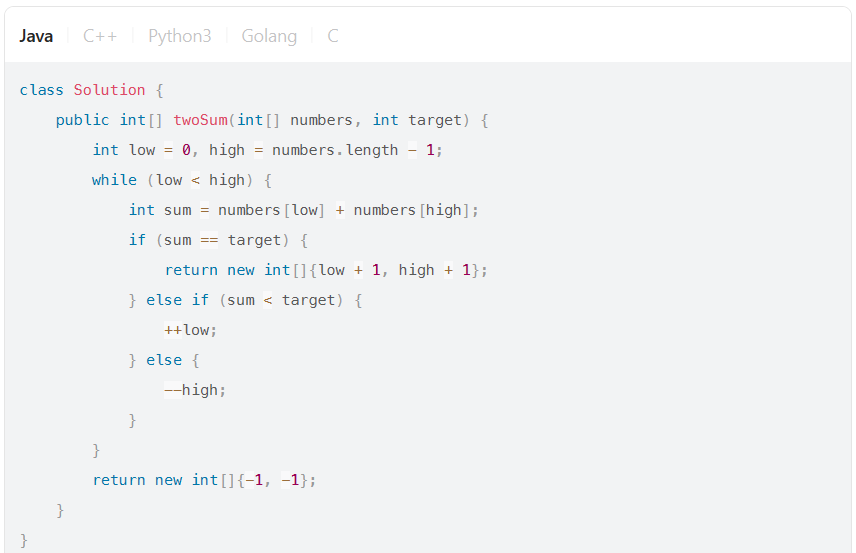 Java C++ Python3 Golang C
class Solution {
    public int[] twoSum(int[] numbers, int target) {
        int low = 0, high = numbers.length - 1;
        while (low < high) {
            int sum = numbers[low] + numbers[high];
            if (sum == target) {
                return new int[]{low + 1, high + 1};
            } else if (sum < target) {
                ++low;
            } else {
                --high;
            }
        }
        return new int[]{-1, -1};
    }
}